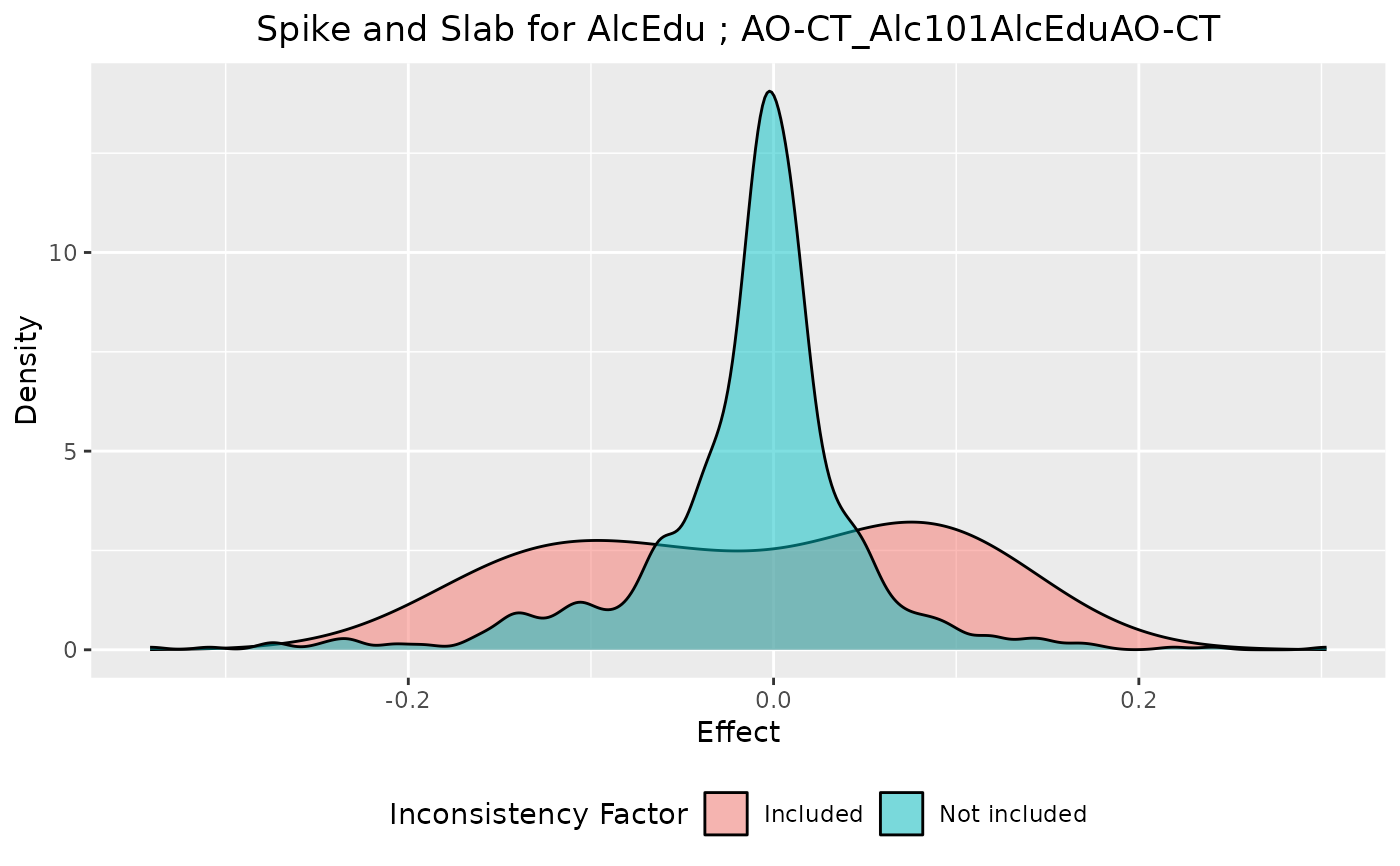 Spike and Slab for AlcEdu ; AO-CT_Alc101AlcEduAO-CT
Density
10
5
0
-0.2
0.0
0.2
Effect
Inconsistency Factor
Included
Not included